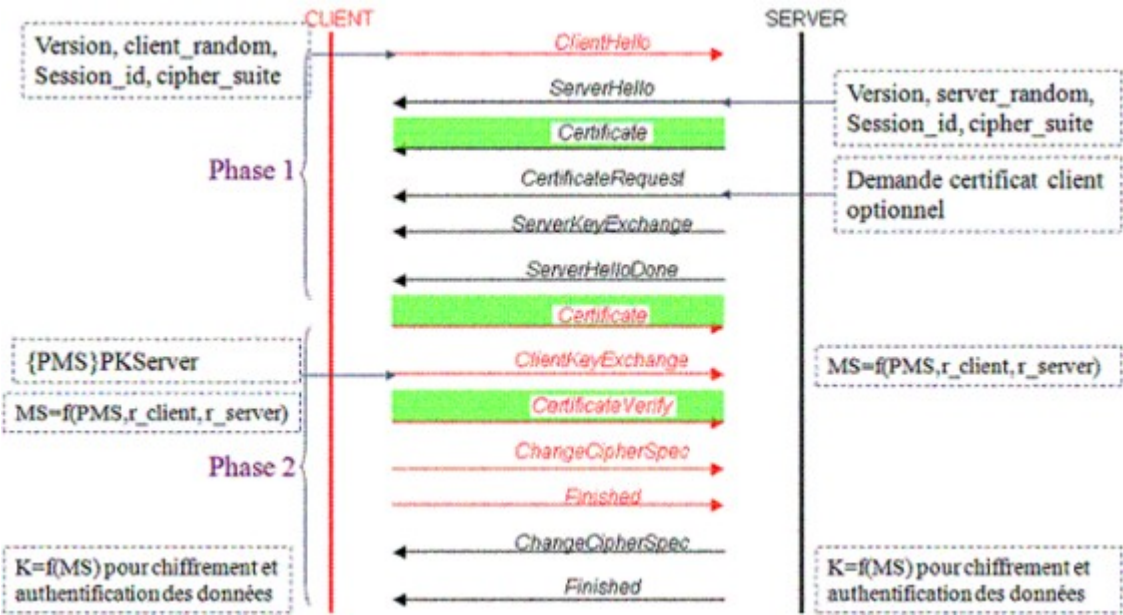 CLIENT
SERVER
Version, client_random,
Session_id, cipher_suite
ClientHello
ServerHello
Version, server_random,
Session_id, cipher_suite
Certificate
Phase 1
CertificateRequest
Demande certificat client
optionnel
ServerKeyExchange
ServerHelloDone
Certificate
{PMS}PKServer
ClientKeyExchange
MS=f(PMS,r_client, r_server)
MS=f(PMS,r_client, r_server)
CertificateVerify
Phase 2
ChangeCipherSpec
Finished
ChangeCipherSpec
K=f(MS) pour chiffrement et
authentification des données
K=f(MS) pour chiffrement et
authentification des données
Finished